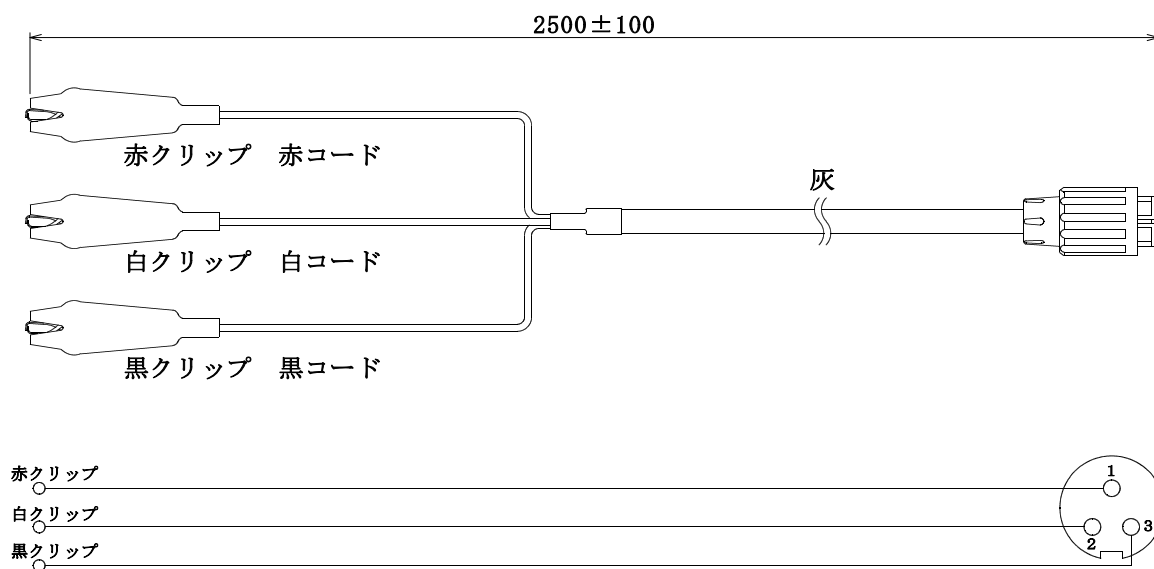 2500±100
赤クリップ 赤コード
灰
白クリップ 白コード
黒クリップ 黒コード
赤クリップ
1
白クリップ
2
3
黒クリップ